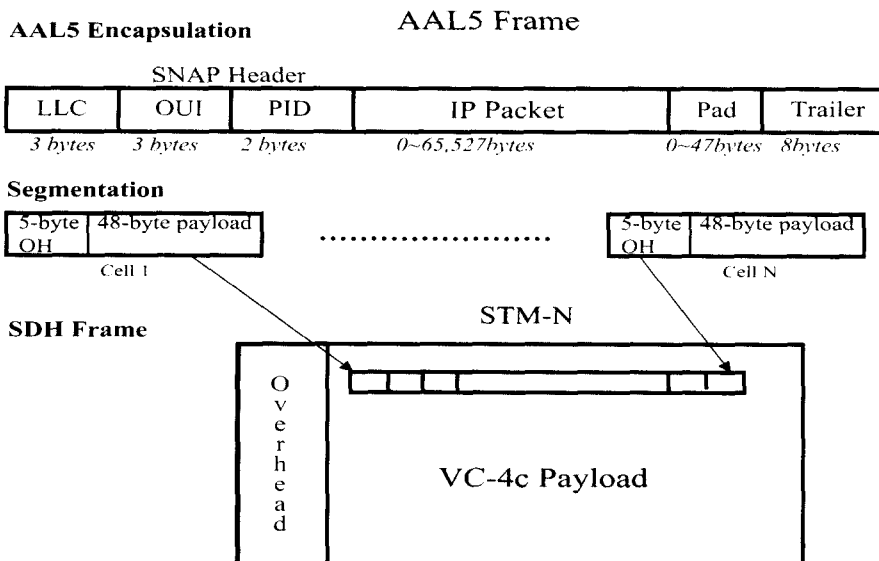 AAL5 Encapsulation
AAL5 Frame
SNAP Header
LLC OUI PID IP Packet Pad Trailer
3 bytes 3 bytes 2 bytes 0~65,527bytes 0~47bytes 8bytes
Segmentation
5-byte OH 48-byte payload
5-byte OH 48-byte payload
Cell 1
Cell N
SDH Frame
STM-N
Overhead
VC-4c Payload